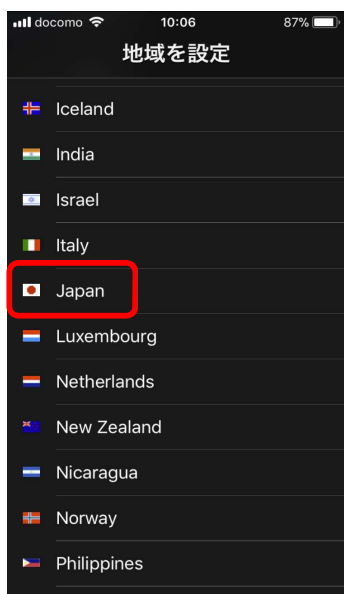 docomo 10:06 87%
地域を設定
Iceland
India
Israel
Italy
Japan
Luxembourg
Netherlands
New Zealand
Nicaragua
Norway
Philippines